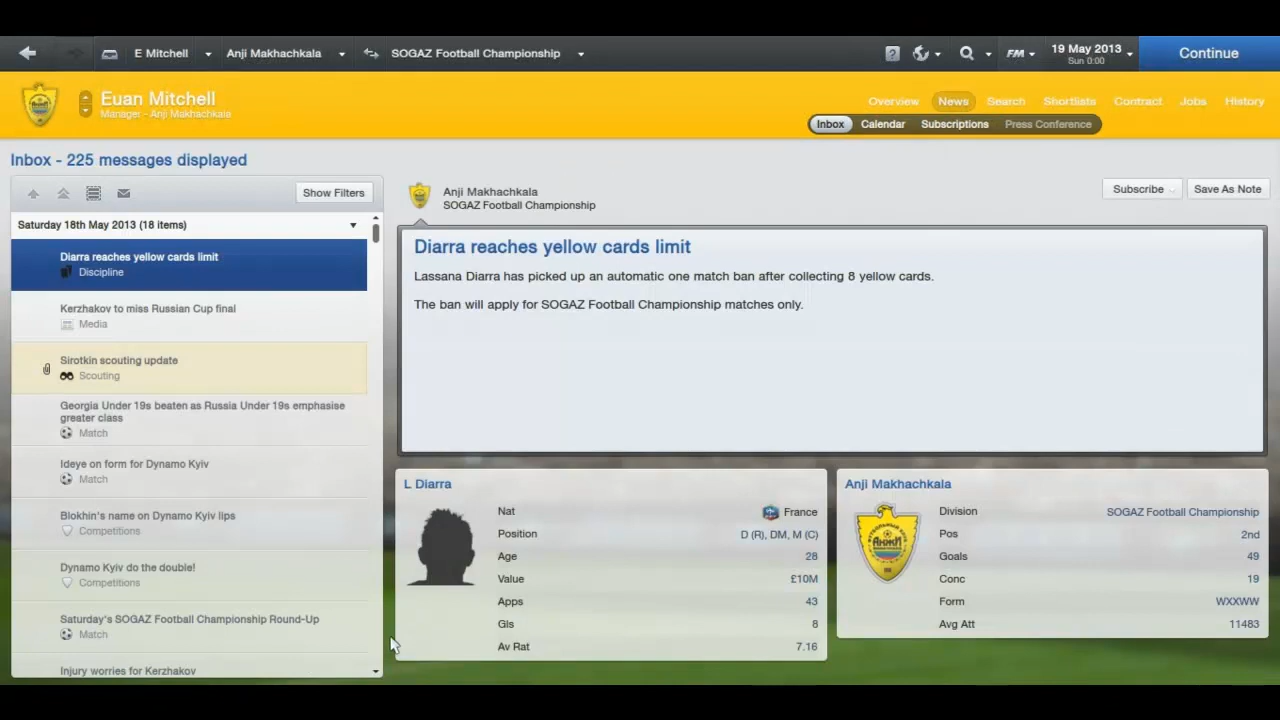 E Mitchell
Anji Makhachkala
SOGAZ Football Championship
?
FM
19 May 2013
Sun 0:00
Continue
Euan Mitchell
Manager - Anji Makhachkala
Overview
News
Search
Shortlists
Contract
Jobs
History
Inbox
Calendar
Subscriptions
Press Conference
Inbox - 225 messages displayed
Show Filters
Saturday 18th May 2013 (18 items)
Diarra reaches yellow cards limit
Discipline
Kerzhakov to miss Russian Cup final
Media
Sirotkin scouting update
Scouting
Georgia Under 19s beaten as Russia Under 19s emphasise
greater class
Match
Ideye on form for Dynamo Kyiv
Match
Blokhin's name on Dynamo Kyiv lips
Competitions
Dynamo Kyiv do the double!
Competitions
Saturday's SOGAZ Football Championship Round-Up
Match
Injury worries for Kerzhakov
Anji Makhachkala
SOGAZ Football Championship
Subscribe
Save As Note
Diarra reaches yellow cards limit
Lassana Diarra has picked up an automatic one match ban after collecting 8 yellow cards.
The ban will apply for SOGAZ Football Championship matches only.
L Diarra
Nat France
Position D (R), DM, M (C)
Age 28
Value £10M
Apps 43
Gls 8
Av Rat 7.16
Anji Makhachkala
АНЖИ
Division SOGAZ Football Championship
Pos 2nd
Goals 49
Conc 19
Form WXXWW
Avg Att 11483